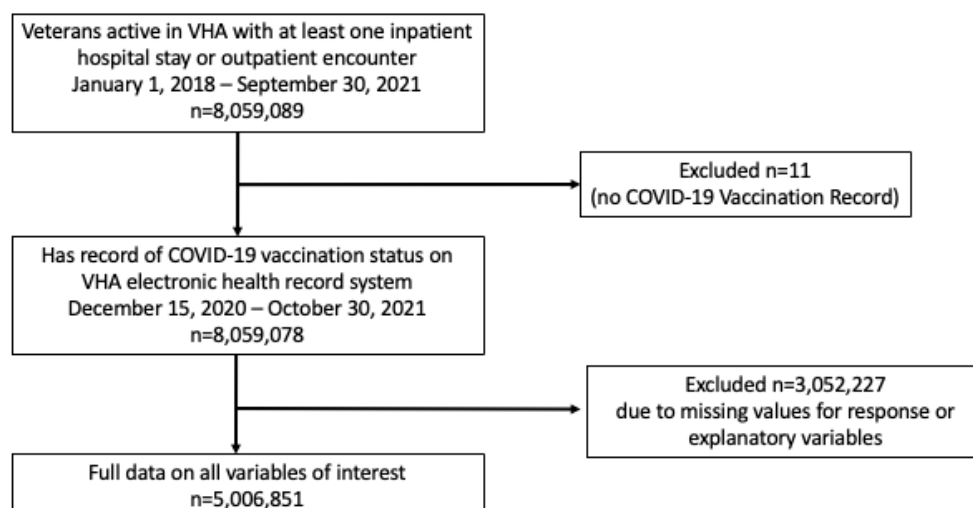 Veterans active in VHA with at least one inpatient
hospital stay or outpatient encounter
January 1, 2018 – September 30, 2021
n=8,059,089
Excluded n=11
(no COVID-19 Vaccination Record)
Has record of COVID-19 vaccination status on
VHA electronic health record system
December 15, 2020 – October 30, 2021
n=8,059,078
Excluded n=3,052,227
due to missing values for response or
explanatory variables
Full data on all variables of interest
n=5,006,851